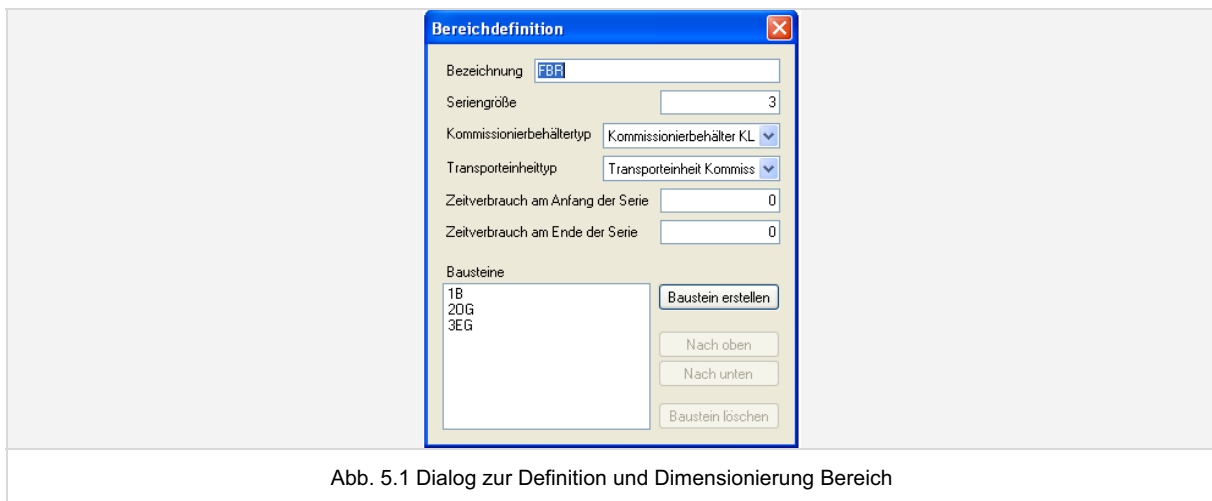 Bereichdefinition
Bezeichnung FBR
Seriengröße 3
Kommissionierbehältertyp Kommissionierbehälter KL
Transporteinheittyp Transporteinheit Kommiss
Zeitverbrauch am Anfang der Serie 0
Zeitverbrauch am Ende der Serie 0
Bausteine
1B
2OG
3EG
Baustein erstellen
Nach oben
Nach unten
Baustein löschen
Abb. 5.1 Dialog zur Definition und Dimensionierung Bereich